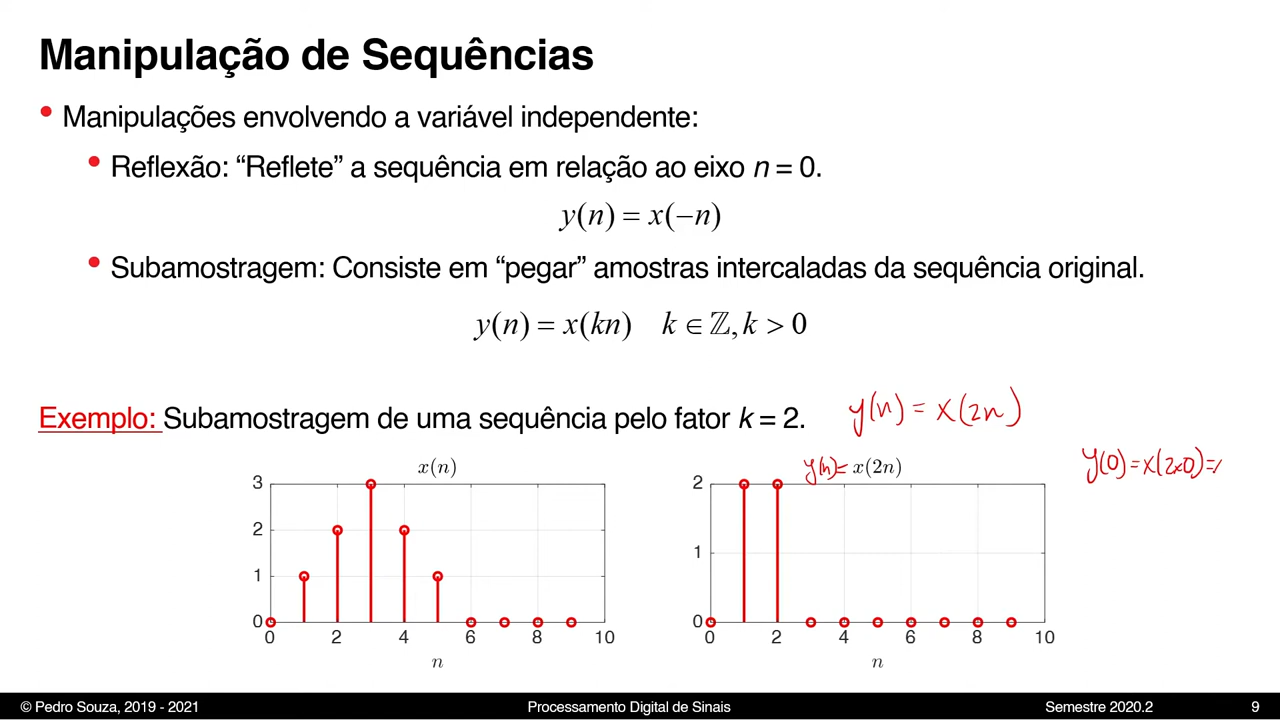 Manipulação de Sequências
• Manipulações envolvendo a variável independente:
• Reflexão: “Reflete” a sequência em relação ao eixo n = 0.
y(n) = x(−n)
• Subamostragem: Consiste em “pegar” amostras intercaladas da sequência original.
y(n) = x(kn) k ∈ ℤ, k > 0
Exemplo: Subamostragem de uma sequência pelo fator k = 2. y(n) = x(2n)
x(n)
3
2
1
0
0 2 4 6 8 10
n
y(n)= x(2n)
2
1
0
0 2 4 6 8 10
n
y(0)=x(2×0)=
© Pedro Souza, 2019 - 2021 Processamento Digital de Sinais Semestre 2020.2 9